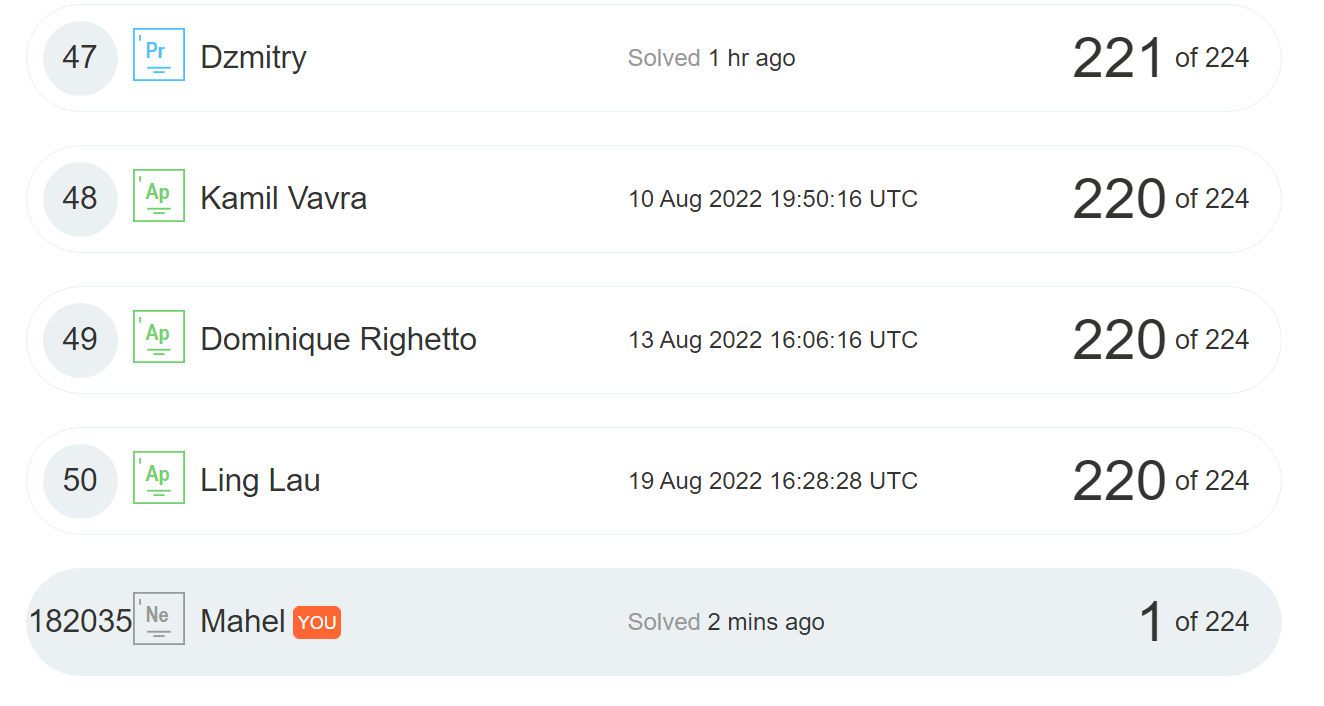 47 Pr Dzmitry Solved 1 hr ago 221 of 224
48 Ap Kamil Vavra 10 Aug 2022 19:50:16 UTC 220 of 224
49 Ap Dominique Righetto 13 Aug 2022 16:06:16 UTC 220 of 224
50 Ap Ling Lau 19 Aug 2022 16:28:28 UTC 220 of 224
182035 Ne Mahel YOU Solved 2 mins ago 1 of 224